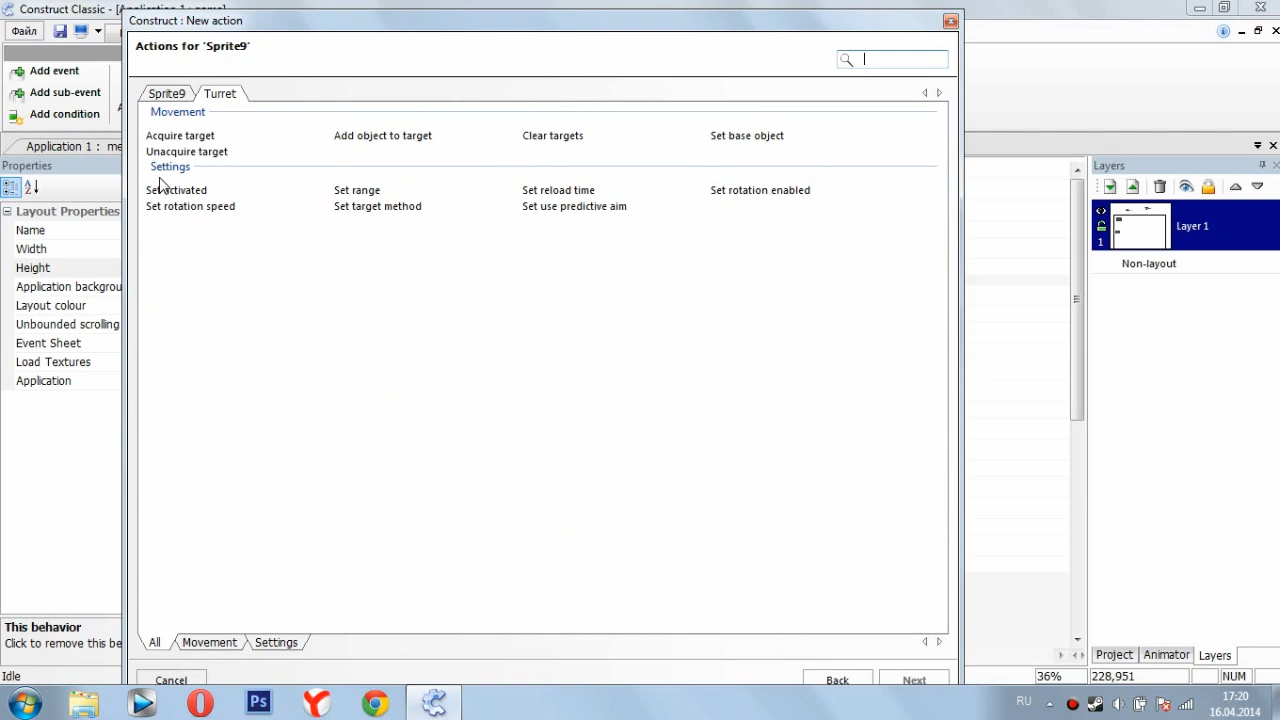 Construct Classic - [Application 1 : game]
Construct : New action
Файл
Actions for 'Sprite9'
Add event
Add sub-event
Add condition
Sprite9
Turret
Movement
Acquire target
Add object to target
Clear targets
Set base object
Unacquire target
Settings
Set activated
Set range
Set reload time
Set rotation enabled
Set rotation speed
Set target method
Set use predictive aim
Application 1 : me
Properties
Layout Properties
Name
Width
Height
Application backgrou
Layout colour
Unbounded scrolling
Event Sheet
Load Textures
Application
Layers
1
Layer 1
Non-layout
This behavior
Click to remove this be
All
Movement
Settings
Project
Animator
Layers
Idle
Cancel
Back
Next
36%
228,951
NUM
Ps
RU
17:20
16.04.2014